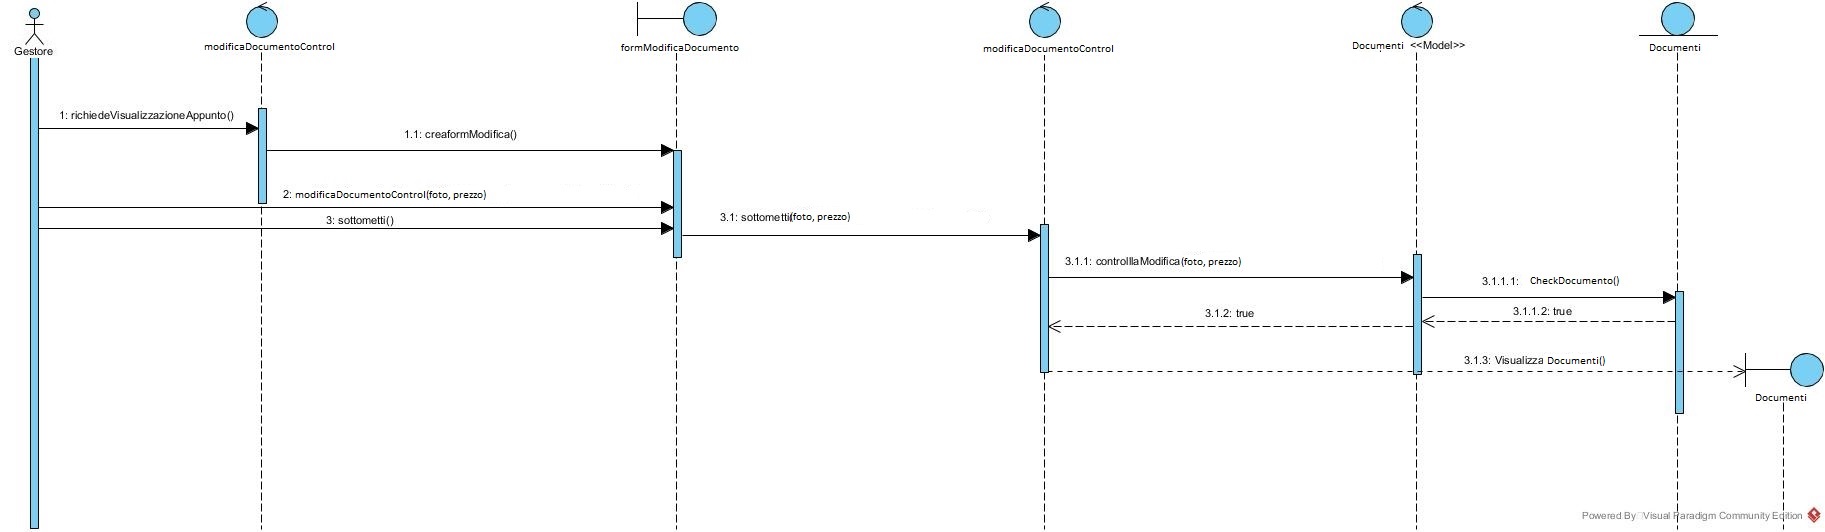 Gestore
modificaDocumentoControl
formModificaDocumento
modificaDocumentoControl
Documenti <<Model>>
Documenti
1: richiedeVisualizzazioneAppunto()
1.1: creaformModifica()
2: modificaDocumentoControl(foto, prezzo)
3: sottometti()
3.1: sottometti(foto, prezzo)
3.1.1: controlllaModifica(foto, prezzo)
3.1.1.1: CheckDocumento()
3.1.1.2: true
3.1.2: true
3.1.3: Visualizza Documenti()
Documenti
Powered By Visual Paradigm Community Edition